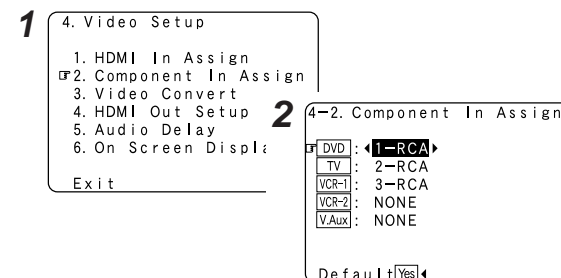 1
4. Video Setup
1. HDMI In Assign
☞2. Component In Assign
3. Video Convert
4. HDMI Out Setup
5. Audio Delay
6. On Screen Displa
Exit
2
4-2. Component In Assign
☞ DVD : ◀1-RCA▶
TV : 2-RCA
VCR-1 : 3-RCA
VCR-2 : NONE
V.Aux : NONE
Default Yes◀